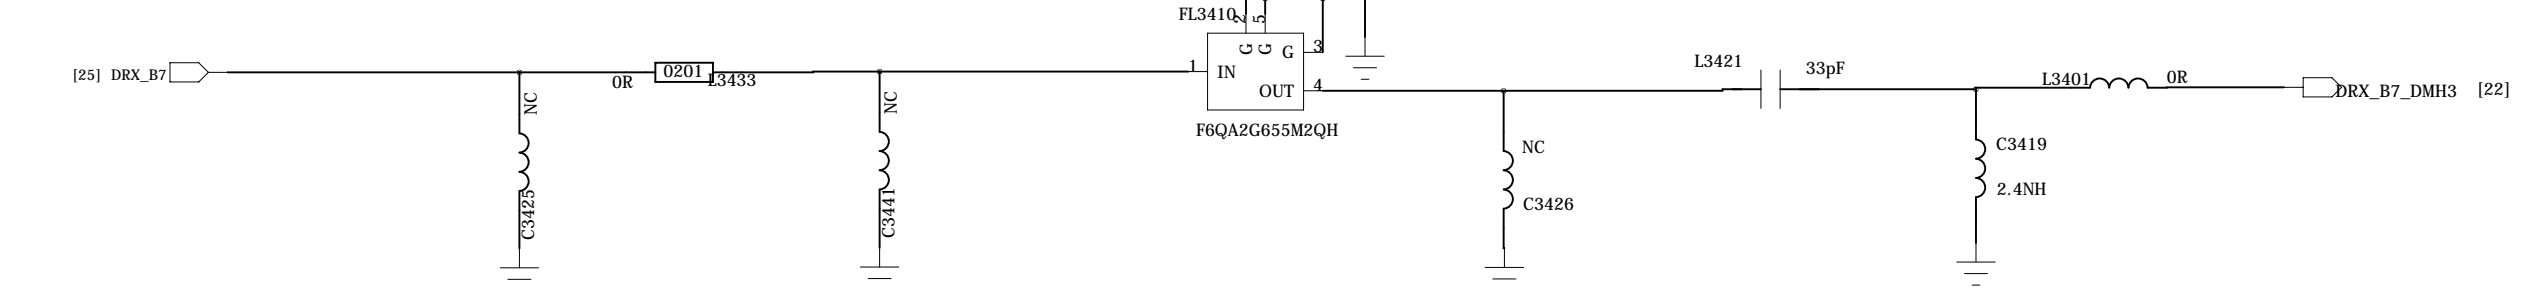 FL3410
2
5
G
G
G
3
[25] DRX_B7
0R
0201
L3433
1
IN
OUT
4
L3421
33pF
L3401
0R
DRX_B7_DMH3 [22]
NC
NC
F6QA2G655M2QH
NC
C3419
2.4NH
C3425
C3441
C3426